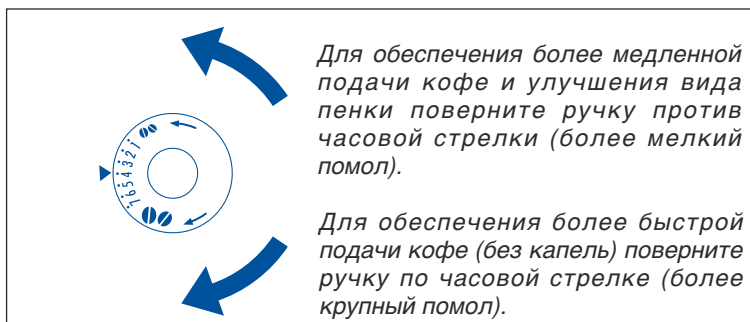 Для обеспечения более медленной
подачи кофе и улучшения вида
пенки поверните ручку против
часовой стрелки (более мелкий
помол).
Для обеспечения более быстрой
подачи кофе (без капель) поверните
ручку по часовой стрелке (более
крупный помол).
7654321